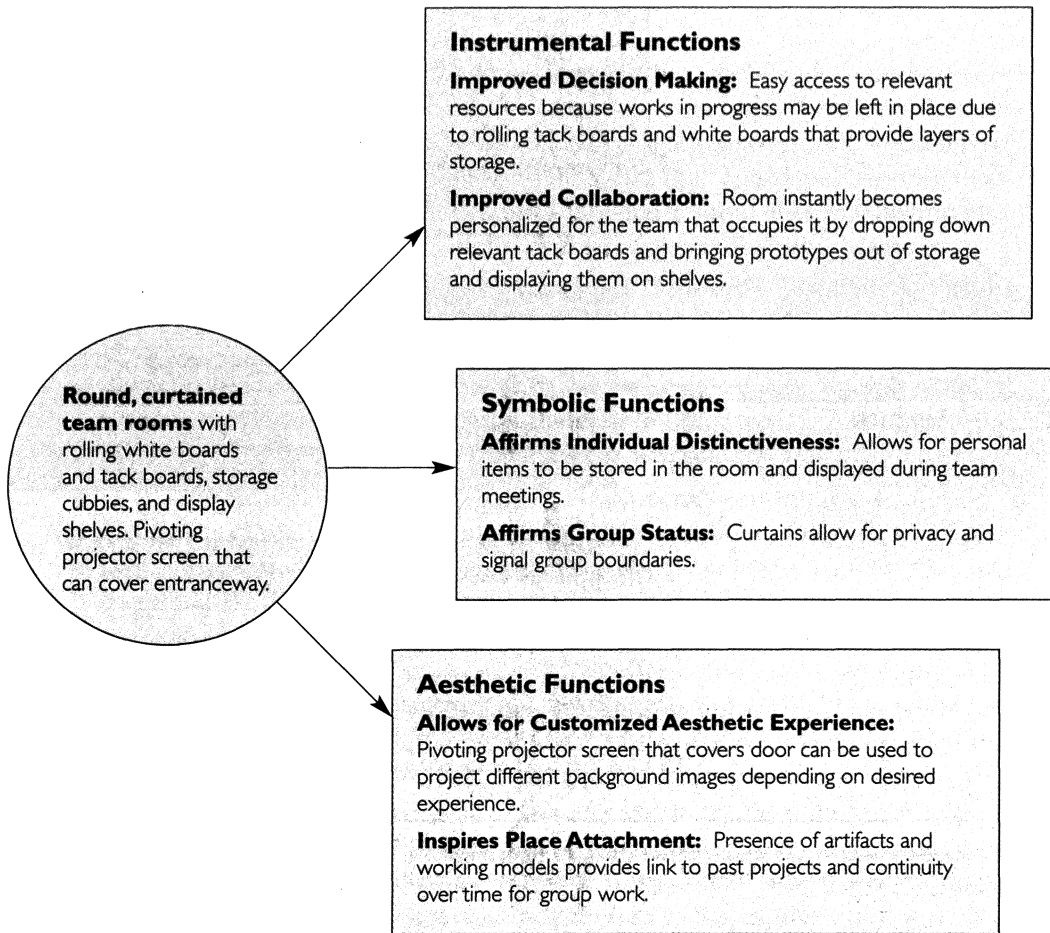 Instrumental Functions
Improved Decision Making: Easy access to relevant
resources because works in progress may be left in place due
to rolling tack boards and white boards that provide layers of
storage.
Improved Collaboration: Room instantly becomes
personalized for the team that occupies it by dropping down
relevant tack boards and bringing prototypes out of storage
and displaying them on shelves.
Round, curtained
team rooms with
rolling white boards
and tack boards, storage
cubbies, and display
shelves. Pivoting
projector screen that
can cover entranceway.
Symbolic Functions
Affirms Individual Distinctiveness: Allows for personal
items to be stored in the room and displayed during team
meetings.
Affirms Group Status: Curtains allow for privacy and
signal group boundaries.
Aesthetic Functions
Allows for Customized Aesthetic Experience:
Pivoting projector screen that covers door can be used to
project different background images depending on desired
experience.
Inspires Place Attachment: Presence of artifacts and
working models provides link to past projects and continuity
over time for group work.